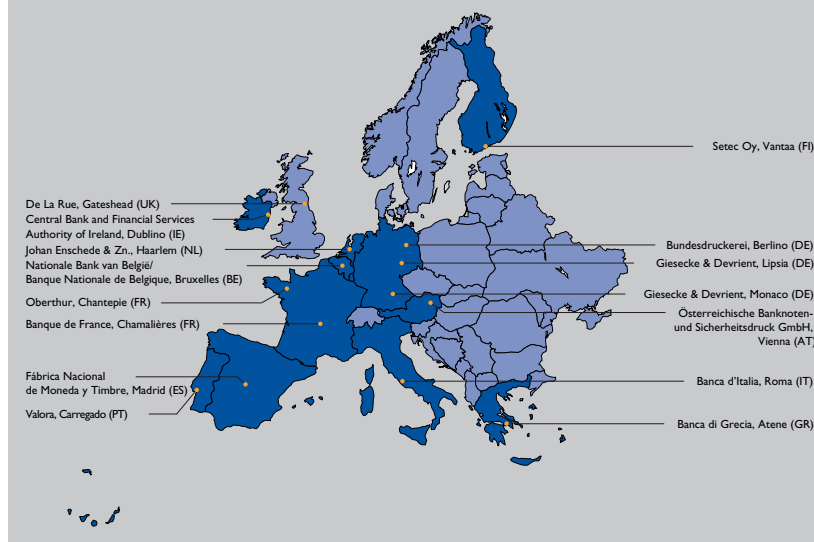 De La Rue, Gateshead (UK)
Central Bank and Financial Services
Authority of Ireland, Dublino (IE)
Johan Enschede & Zn., Haarlem (NL)
Nationale Bank van België/
Banque Nationale de Belgique, Bruxelles (BE)
Oberthur, Chantepie (FR)
Banque de France, Chamalières (FR)
Fábrica Nacional
de Moneda y Timbre, Madrid (ES)
Valora, Carregado (PT)
Setec Oy, Vantaa (FI)
Bundesdruckerei, Berlino (DE)
Giesecke & Devrient, Lipsia (DE)
Giesecke & Devrient, Monaco (DE)
Österreichische Banknoten-
und Sicherheitsdruck GmbH,
Vienna (AT)
Banca d'Italia, Roma (IT)
Banca di Grecia, Atene (GR)